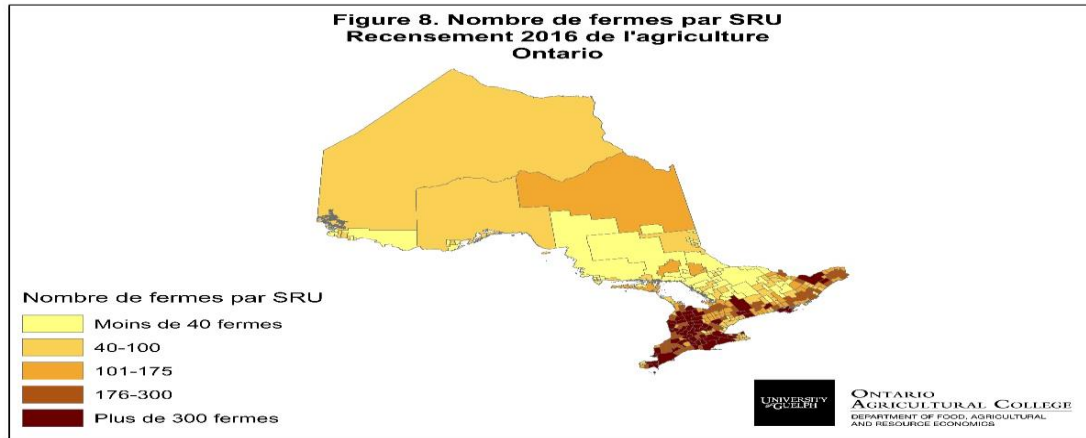 Figure 8. Nombre de fermes par SRU
Recensement 2016 de l'agriculture
Ontario
Nombre de fermes par SRU
Moins de 40 fermes
40-100
101-175
176-300
Plus de 300 fermes
UNIVERSITY
OF GUELPH
ONTARIO
AGRICULTURAL COLLEGE
DEPARTMENT OF FOOD, AGRICULTURAL
AND RESOURCE ECONOMICS